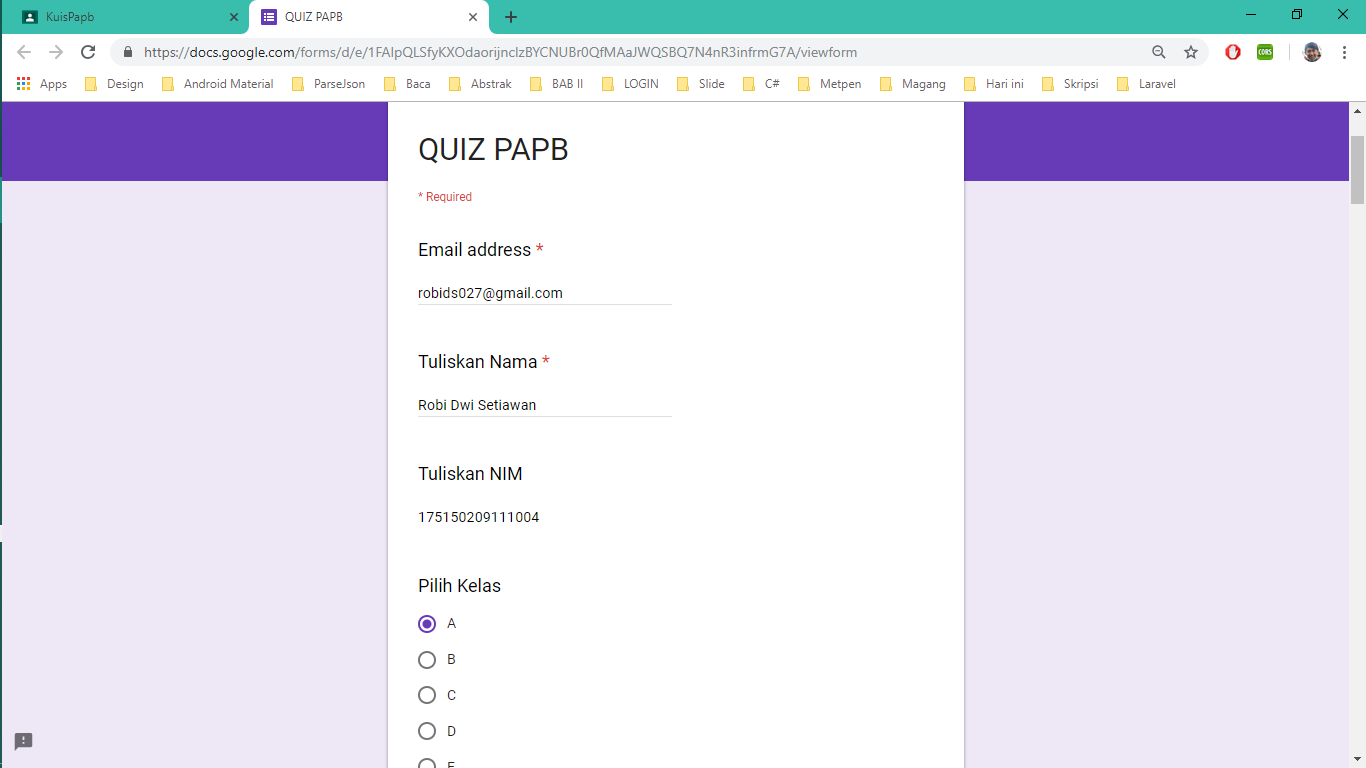 KuisPapb
QUIZ PAPB
https://docs.google.com/forms/d/e/1FAIpQLSfyKXOdaorijnclzBYCNUBr0QfMAaJWQSBQ7N4nR3infrmG7A/viewform
CORS
Apps Design Android Material ParseJson Baca Abstrak BAB II LOGIN Slide C# Metpen Magang Hari ini Skripsi Laravel
QUIZ PAPB
* Required
Email address *
robids027@gmail.com
Tuliskan Nama *
Robi Dwi Setiawan
Tuliskan NIM
175150209111004
Pilih Kelas
A
B
C
D